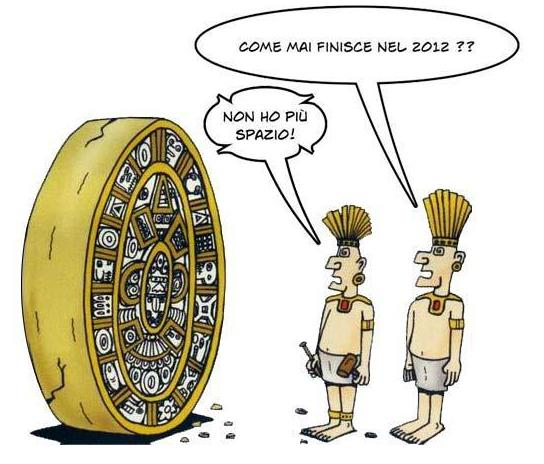 COME MAI FINISCE NEL 2012 ??
NON HO PIÙ
SPAZIO!